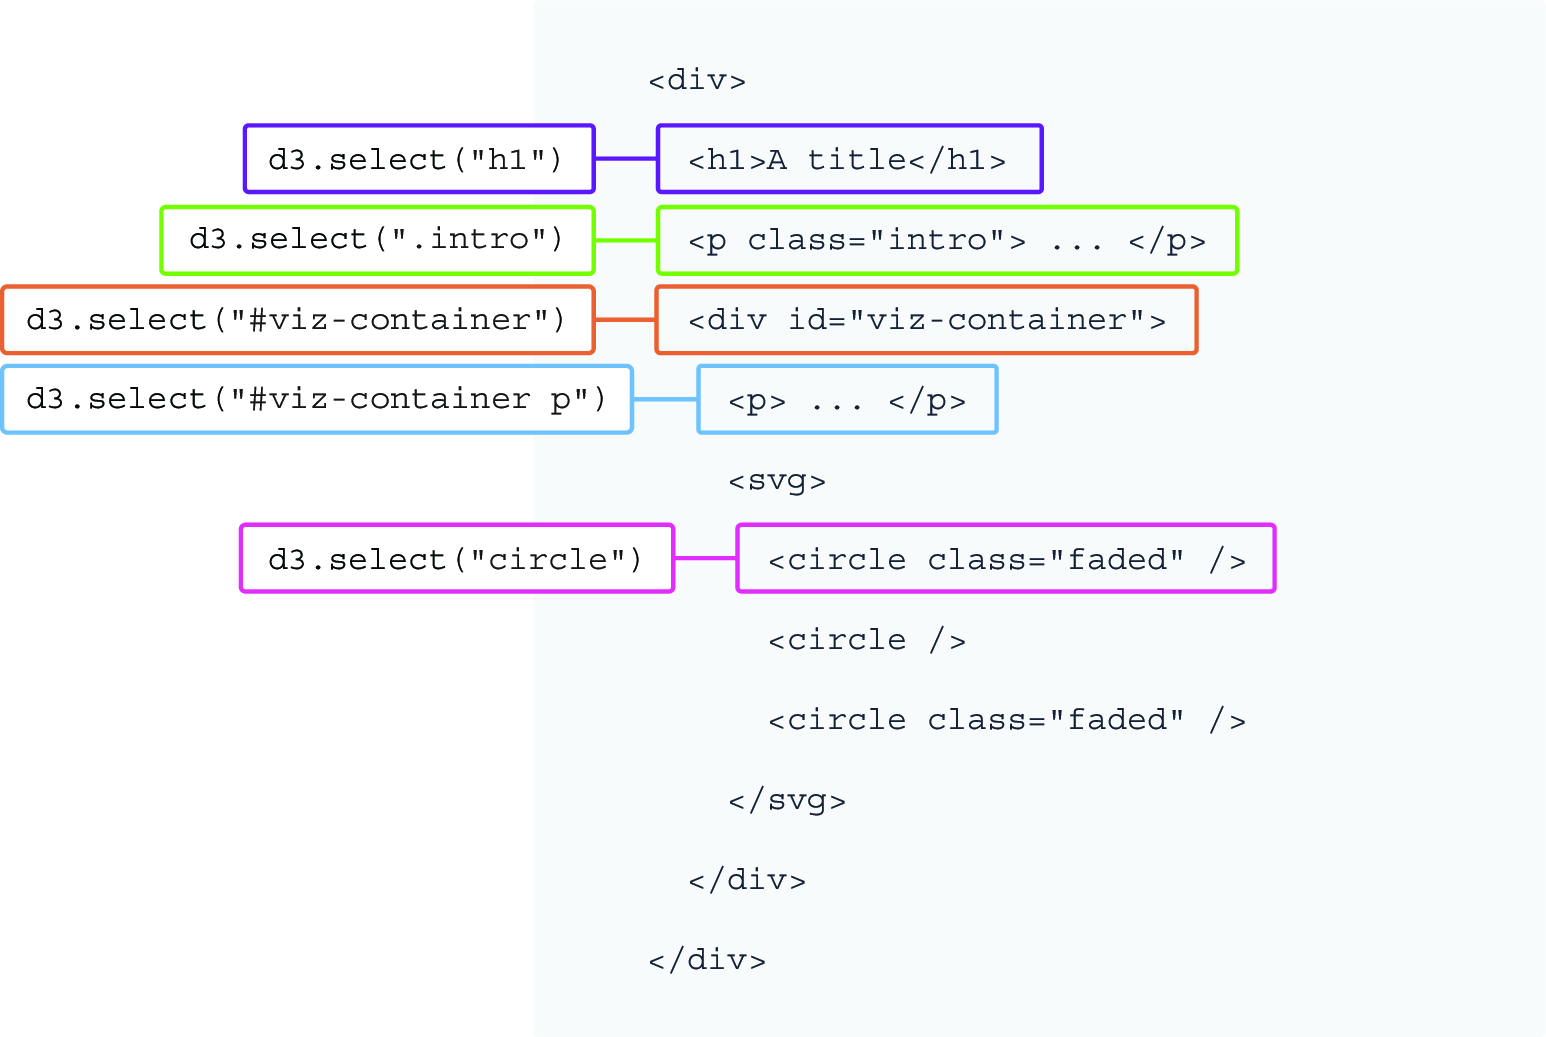 <div>
d3.select("h1") <h1>A title</h1>
d3.select(".intro") <p class="intro"> ... </p>
d3.select("#viz-container") <div id="viz-container">
d3.select("#viz-container p") <p> ... </p>
<svg>
d3.select("circle") <circle class="faded" />
<circle />
<circle class="faded" />
</svg>
</div>
</div>